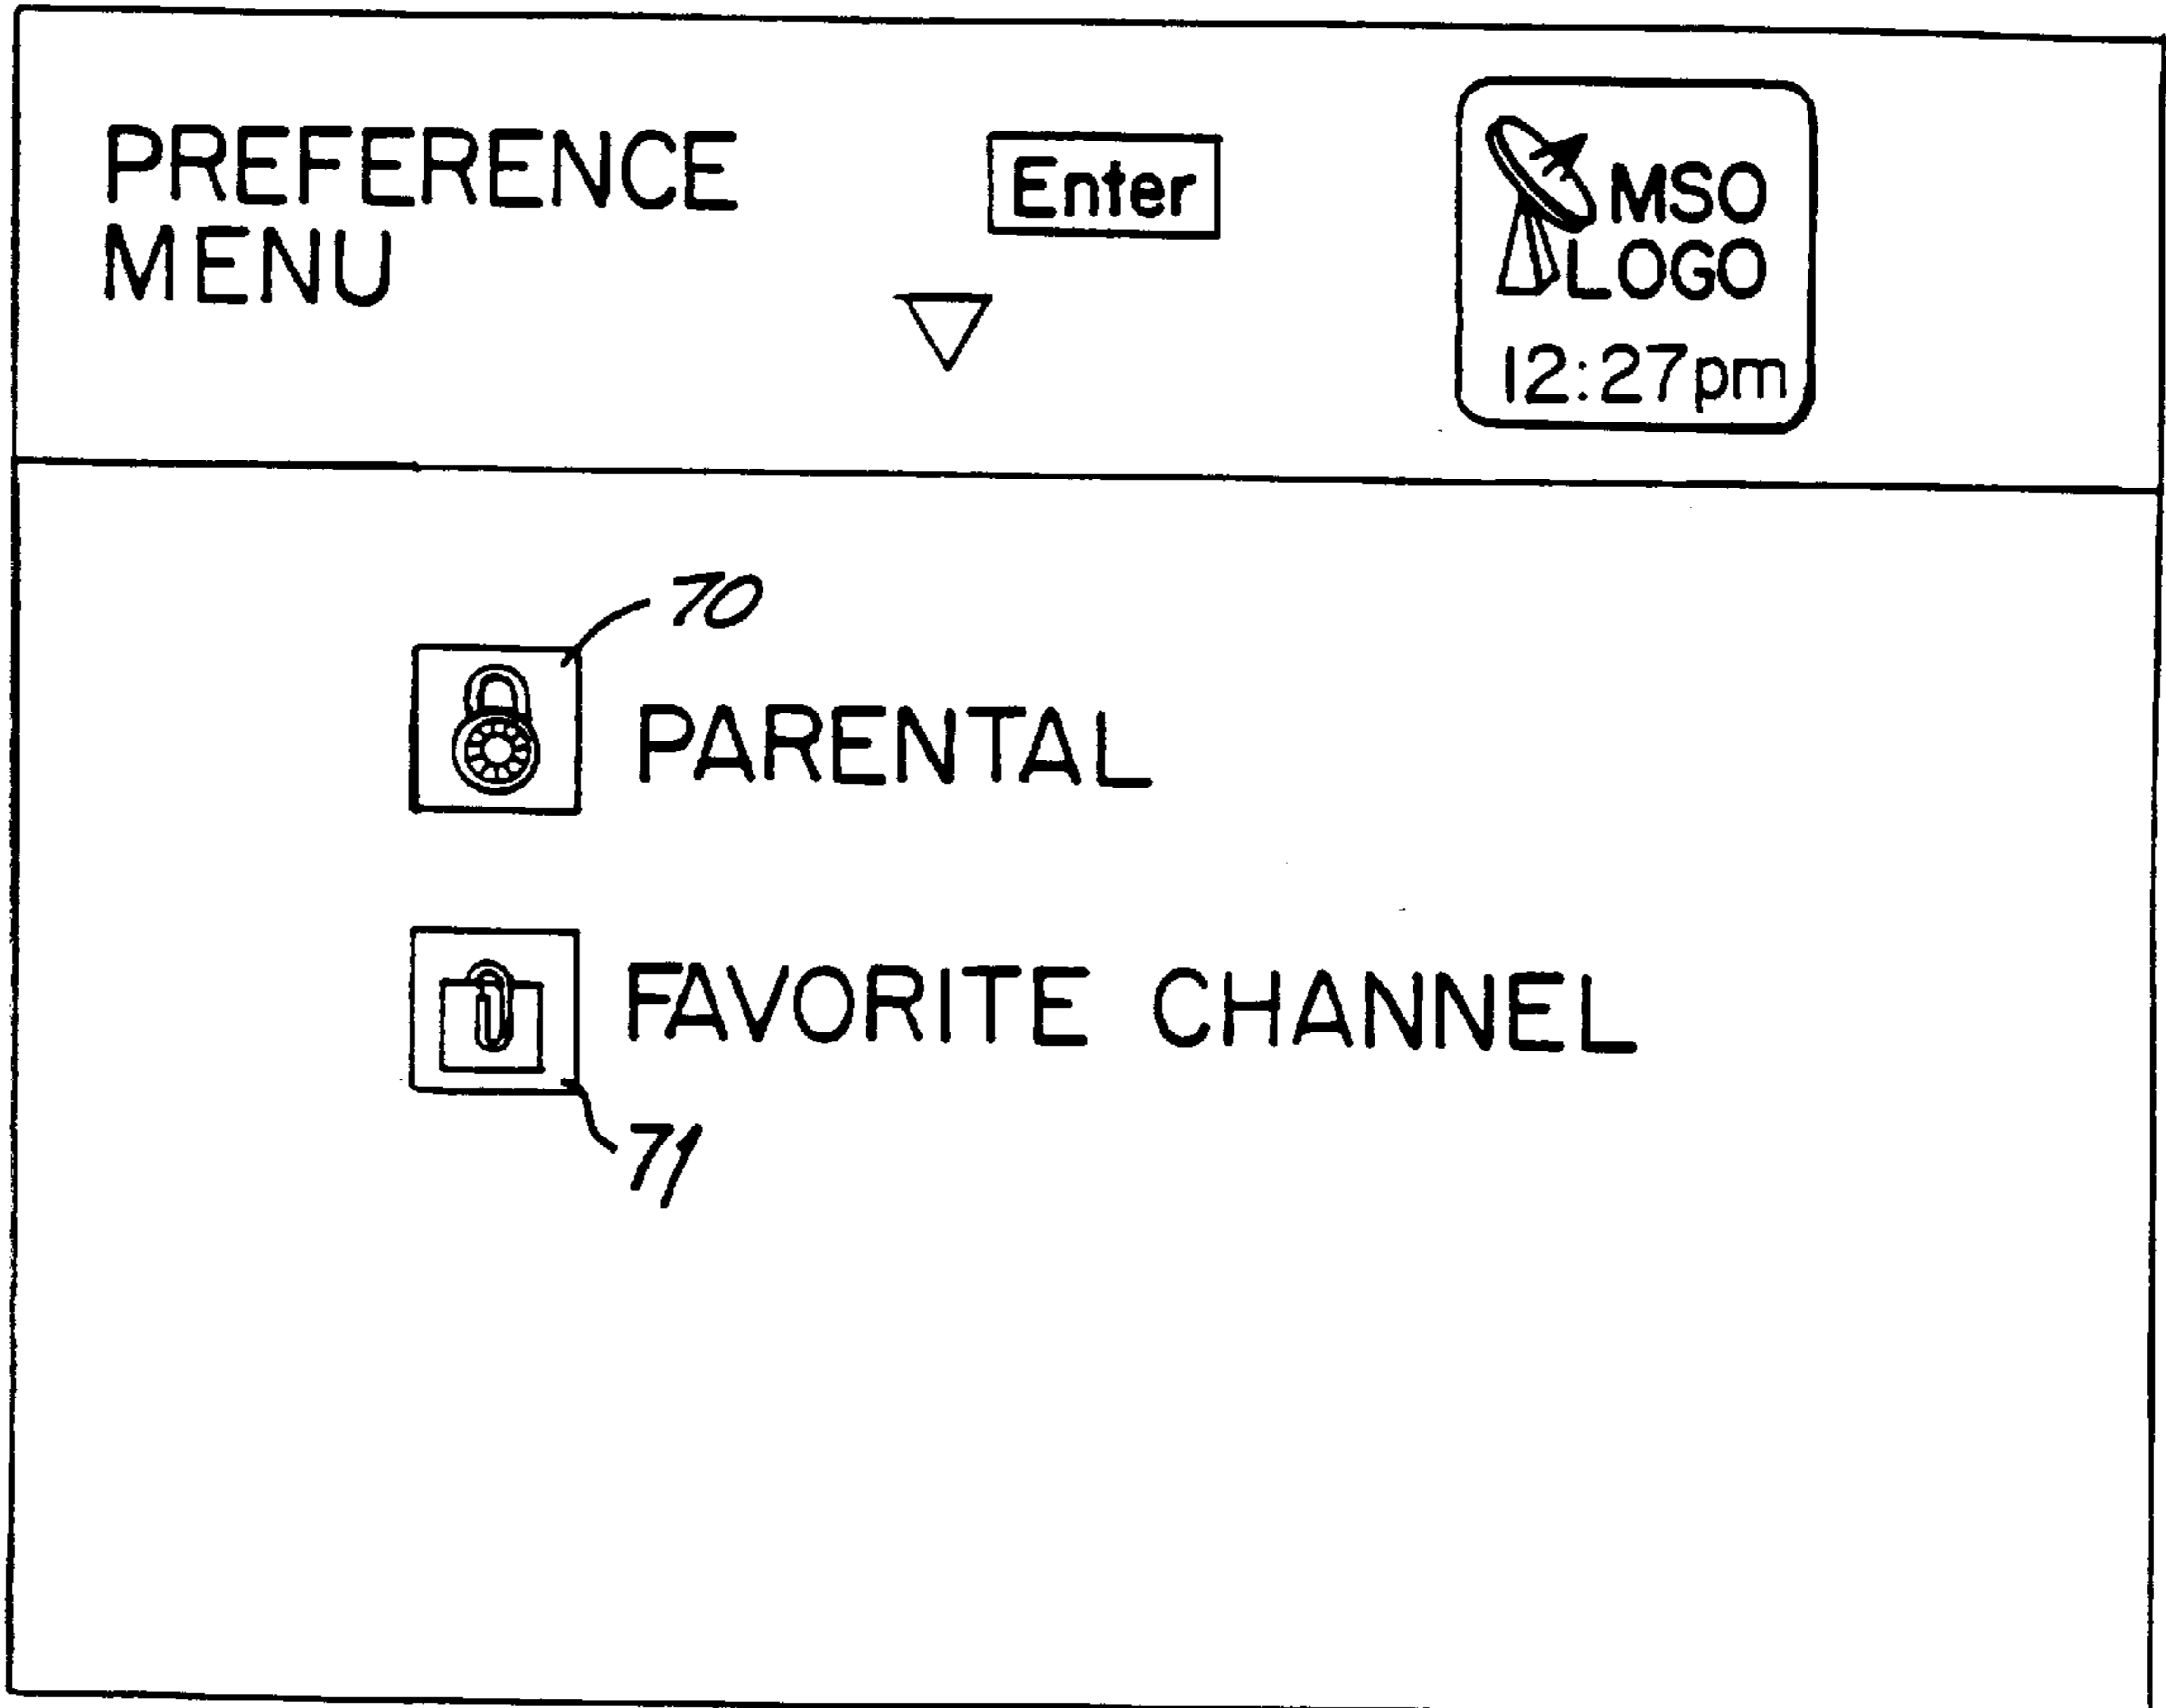 PREFERENCE
MENU
Enter
MSO
LOGO
12:27pm
70
PARENTAL
FAVORITE CHANNEL
71